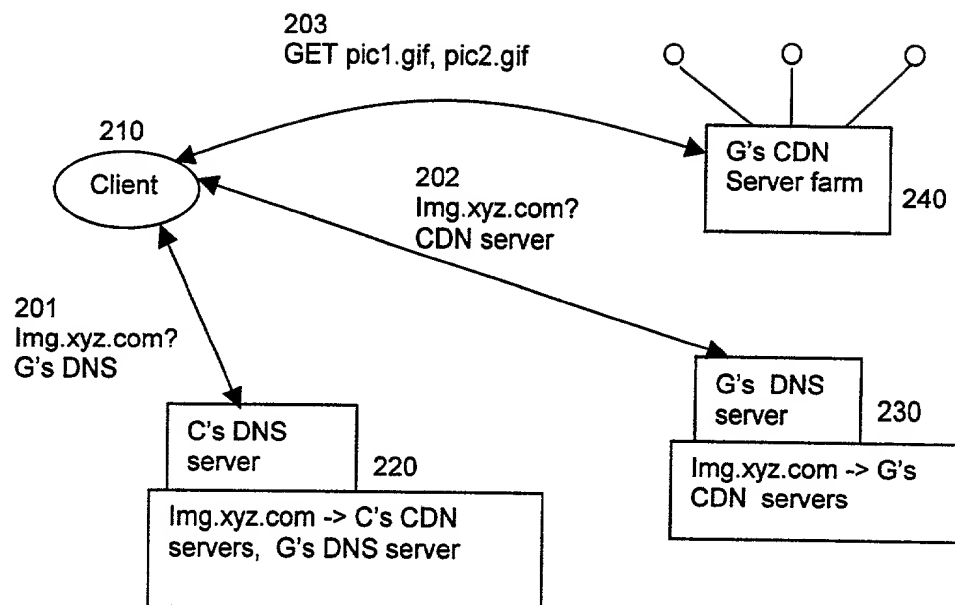 203
GET pic1.gif, pic2.gif
210
Client
G's CDN
Server farm
240
202
Img.xyz.com?
CDN server
201
Img.xyz.com?
G's DNS
G's DNS
server
230
Img.xyz.com -> G's
CDN servers
C's DNS
server
220
Img.xyz.com -> C's CDN
servers, G's DNS server